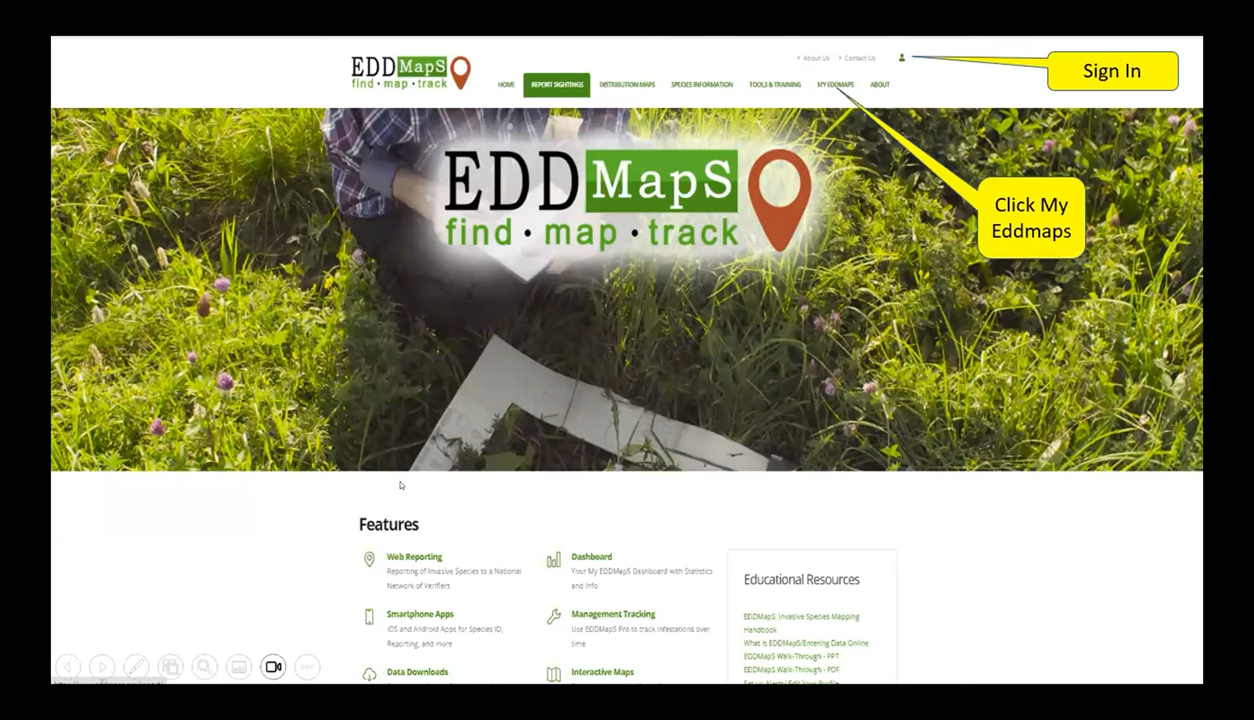 EDDMapS
find · map · track
About Us
Contact Us
Sign In
HOME
REPORT SIGHTINGS
DISTRIBUTION MAPS
SPECIES INFORMATION
TOOLS & TRAINING
MY EDDMAPS
ABOUT
Click My
Eddmaps
EDDMapS
find · map · track
Features
Web Reporting
Reporting of Invasive Species to a National
Network of Verifiers
Dashboard
Your My EDDMapS Dashboard with Statistics
and Info
Smartphone Apps
iOS and Android Apps for Species ID,
Reporting, and more
Management Tracking
Use EDDMapS Pro to track infestations over
time
Data Downloads
Interactive Maps
Educational Resources
EDDMapS: Invasive Species Mapping
Handbook
What is EDDMapS/Entering Data Online
EDDMapS Walk-Through - PPT
EDDMapS Walk-Through - PDF